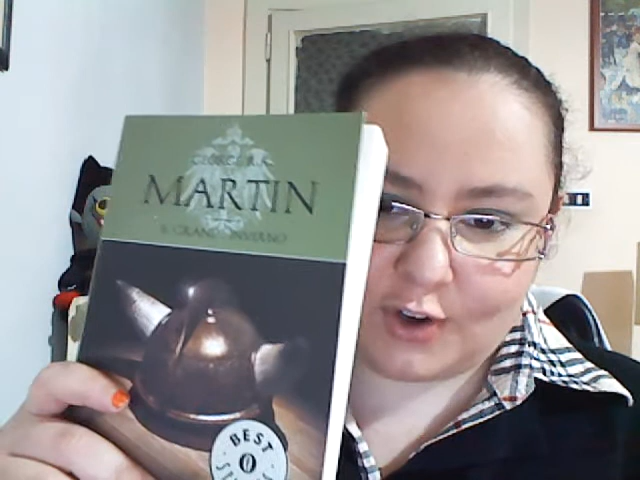 GEORGE R.R.
MARTIN
IL GRANDE INVERNO
BEST
O